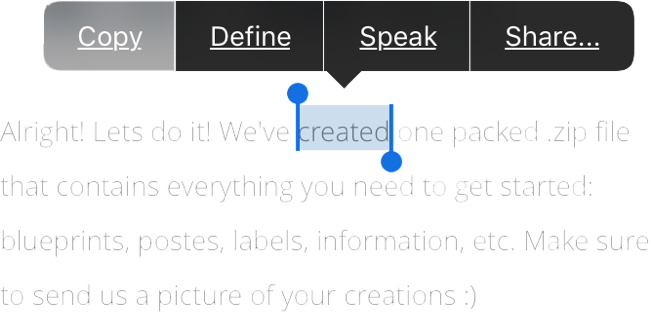 Copy Define Speak Share...
Alright! Lets do it! We've created one packed .zip file
that contains everything you need to get started:
blueprints, postes, labels, information, etc. Make sure
to send us a picture of your creations :)